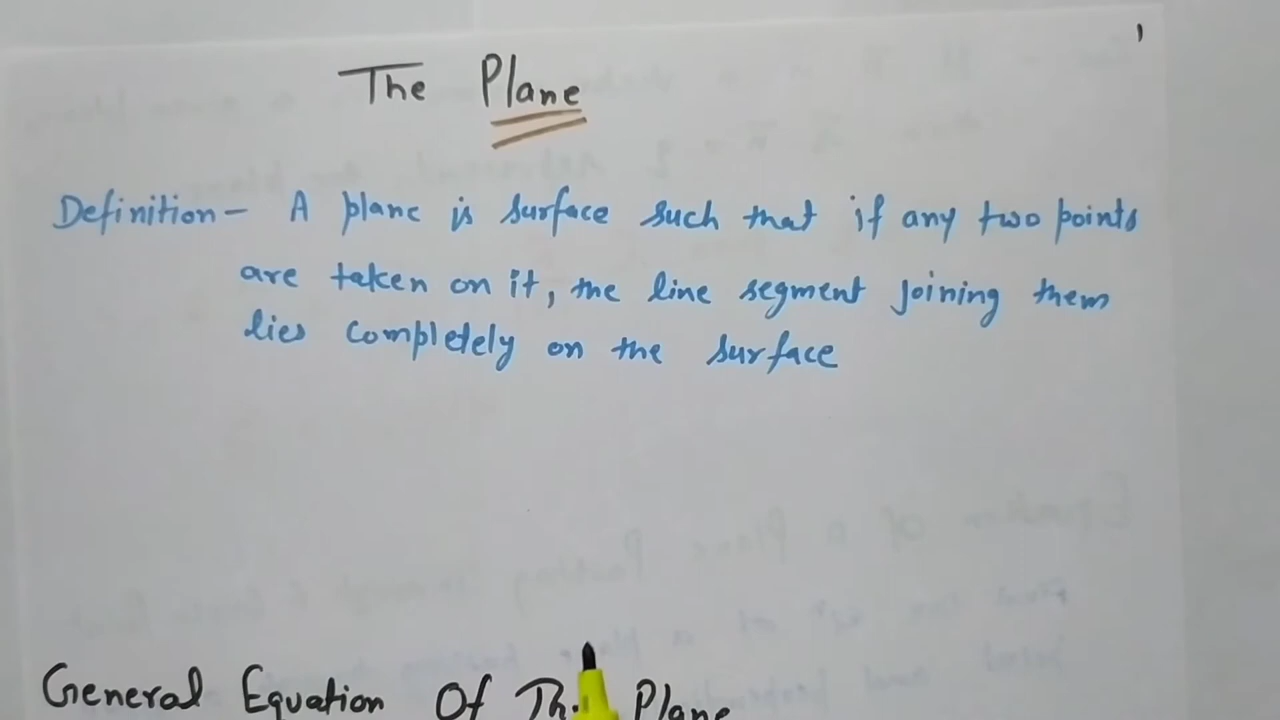 The Plane
Definition- A plane is surface such that if any two points
are taken on it, the line segment joining them
lies completely on the surface
General Equation Of The Plane